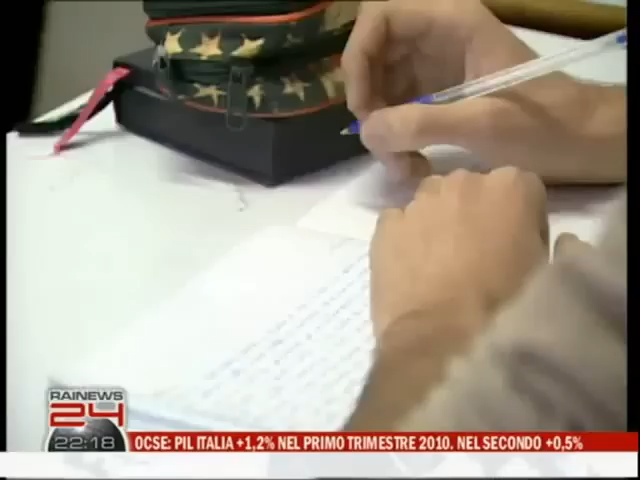 RAINEWS
24
22:18
OCSE: PIL ITALIA +1,2% NEL PRIMO TRIMESTRE 2010. NEL SECONDO +0,5%